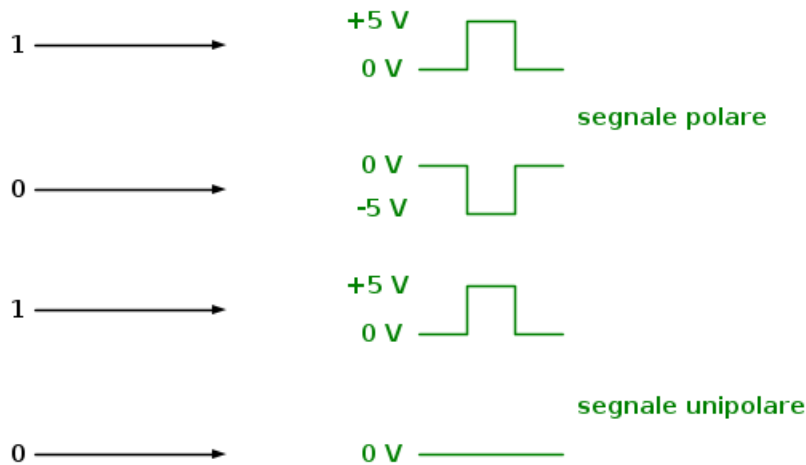 1
+5 V
0 V
segnale polare
0 V
0
-5 V
+5 V
1
0 V
segnale unipolare
0
0 V